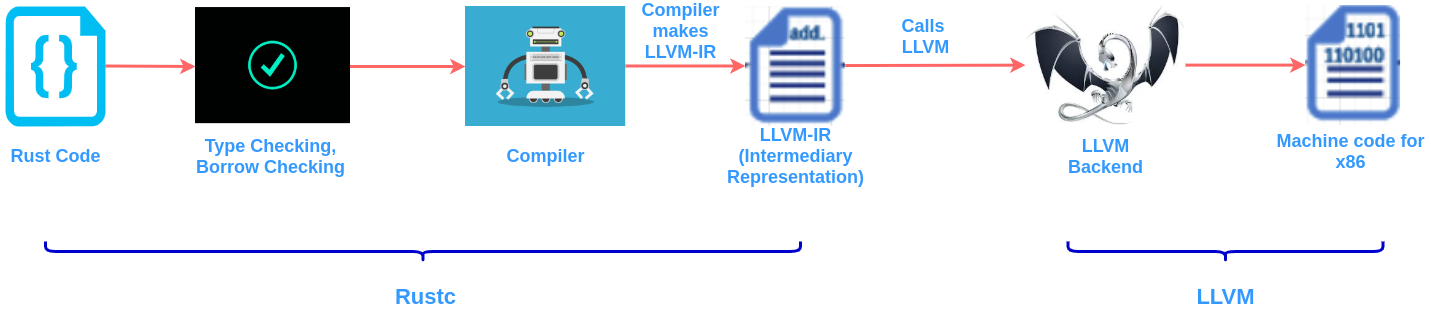 Rust Code
Type Checking,
Borrow Checking
Compiler
Compiler
makes
LLVM-IR
add.
LLVM-IR
(Intermediary
Representation)
Calls
LLVM
LLVM
Backend
1101
110100
Machine code for
x86
Rustc
LLVM